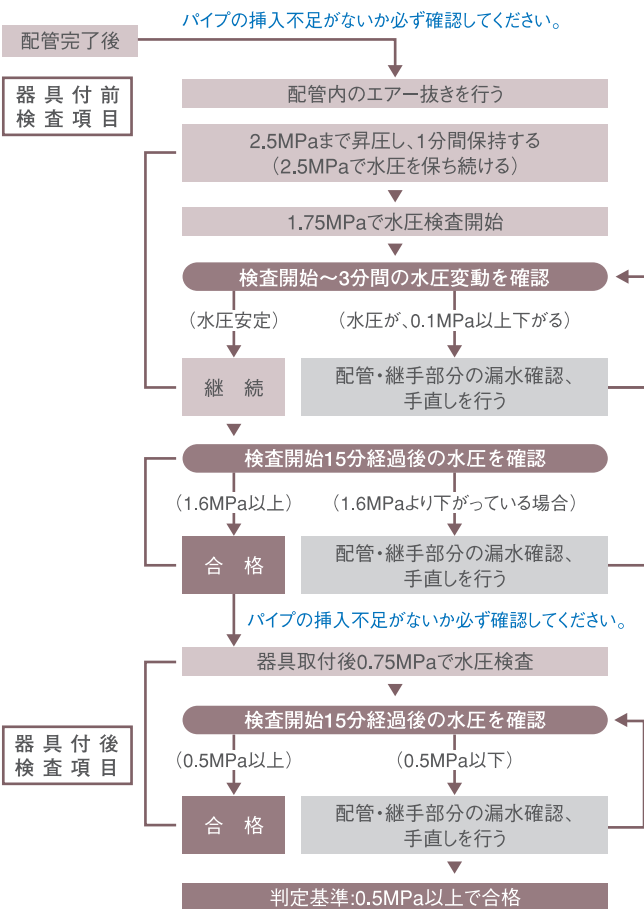 パイプの挿入不足がないか必ず確認してください。
配管完了後
器具付前
検査項目
配管内のエアー抜きを行う
2.5MPaまで昇圧し、1分間保持する
(2.5MPaで水圧を保ち続ける)
1.75MPaで水圧検査開始
検査開始～3分間の水圧変動を確認
(水圧安定)
(水圧が、0.1MPa以上下がる)
継続
配管・継手部分の漏水確認、
手直しを行う
検査開始15分経過後の水圧を確認
(1.6MPa以上)
(1.6MPaより下がっている場合)
合格
配管・継手部分の漏水確認、
手直しを行う
パイプの挿入不足がないか必ず確認してください。
器具取付後0.75MPaで水圧検査
検査開始15分経過後の水圧を確認
器具付後
検査項目
(0.5MPa以上)
(0.5MPa以下)
合格
配管・継手部分の漏水確認、
手直しを行う
判定基準:0.5MPa以上で合格